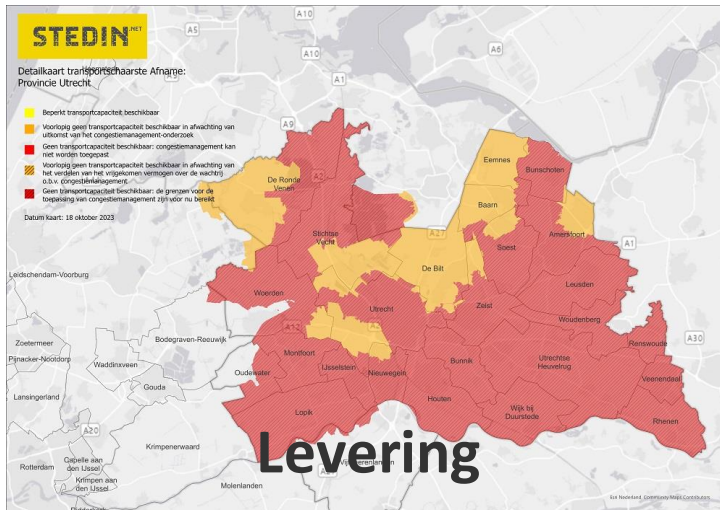 STEDIN.NET
Detailkaart transportschaarste Afname:
Provincie Utrecht
Beperkt transportcapaciteit beschikbaar
Voorlopig geen transportcapaciteit beschikbaar in afwachting van
uitkomst van het congestiemanagement-onderzoek
Geen transportcapaciteit beschikbaar: congestiemanagement kan
niet worden toegepast
Voorlopig geen transportcapaciteit beschikbaar in afwachting van
het verdelen van het vrijgekomen vermogen over de wachtrij
o.b.v. congestiemanagement
Geen transportcapaciteit beschikbaar: de grenzen voor de
toepassing van congestiemanagement zijn voor nu bereikt
Datum kaart: 18 oktober 2023
A10
A5
A10
A6
A1
A9
A2
De Ronde
Venen
Eemnes
Bunschoten
Baarn
Stichtse
Vecht
A27
Amersfoort
A1
De Bilt
Soest
Leusden
Leidschendam-Voorburg
Woerden
Utrecht
Zeist
Woudenberg
A12
Zoetermeer
Bodegraven-Reeuwijk
Renswoude
A30
Pijnacker-Nootdorp
Waddinxveen
Montfoort
Bunnik
Utrechtse
Heuvelrug
Oudewater
IJsselstein
Nieuwegein
Veenendaal
Gouda
Lansingerland
Houten
Wijk bij
Duurstede
Lopik
Rhenen
A20
Krimpenerwaard
Capelle aan
den IJssel
Rotterdam
Levering
Krimpen aan
den IJssel
Molenlanden
Esri Nederland, Community Maps Contributors